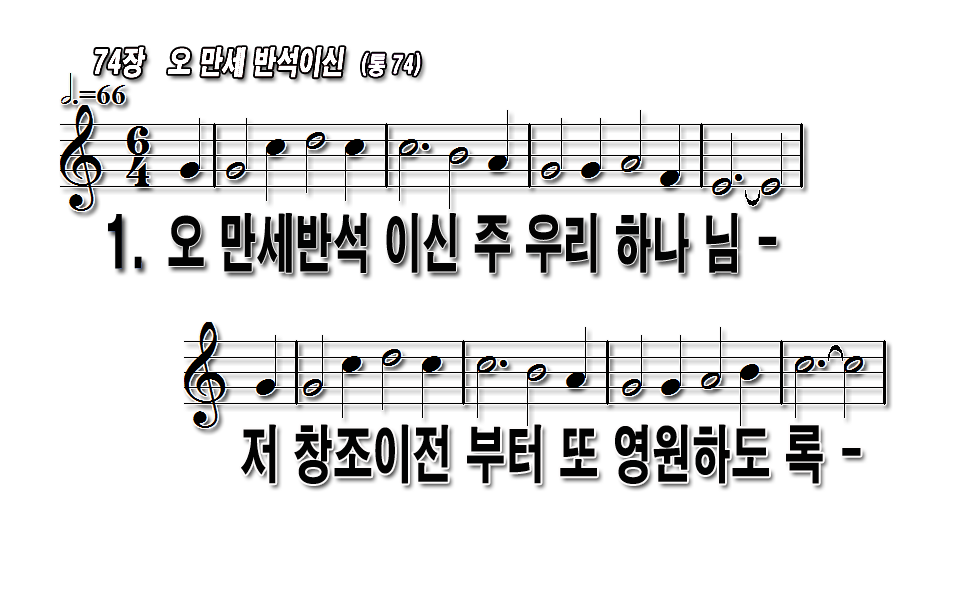 74장 오 만세 반석이신 (통 74)
𝅗𝅥.=66
6
4
1. 오 만세반석 이신 주 우리 하나 님 -
저 창조이전 부터 또 영원하도 록 -